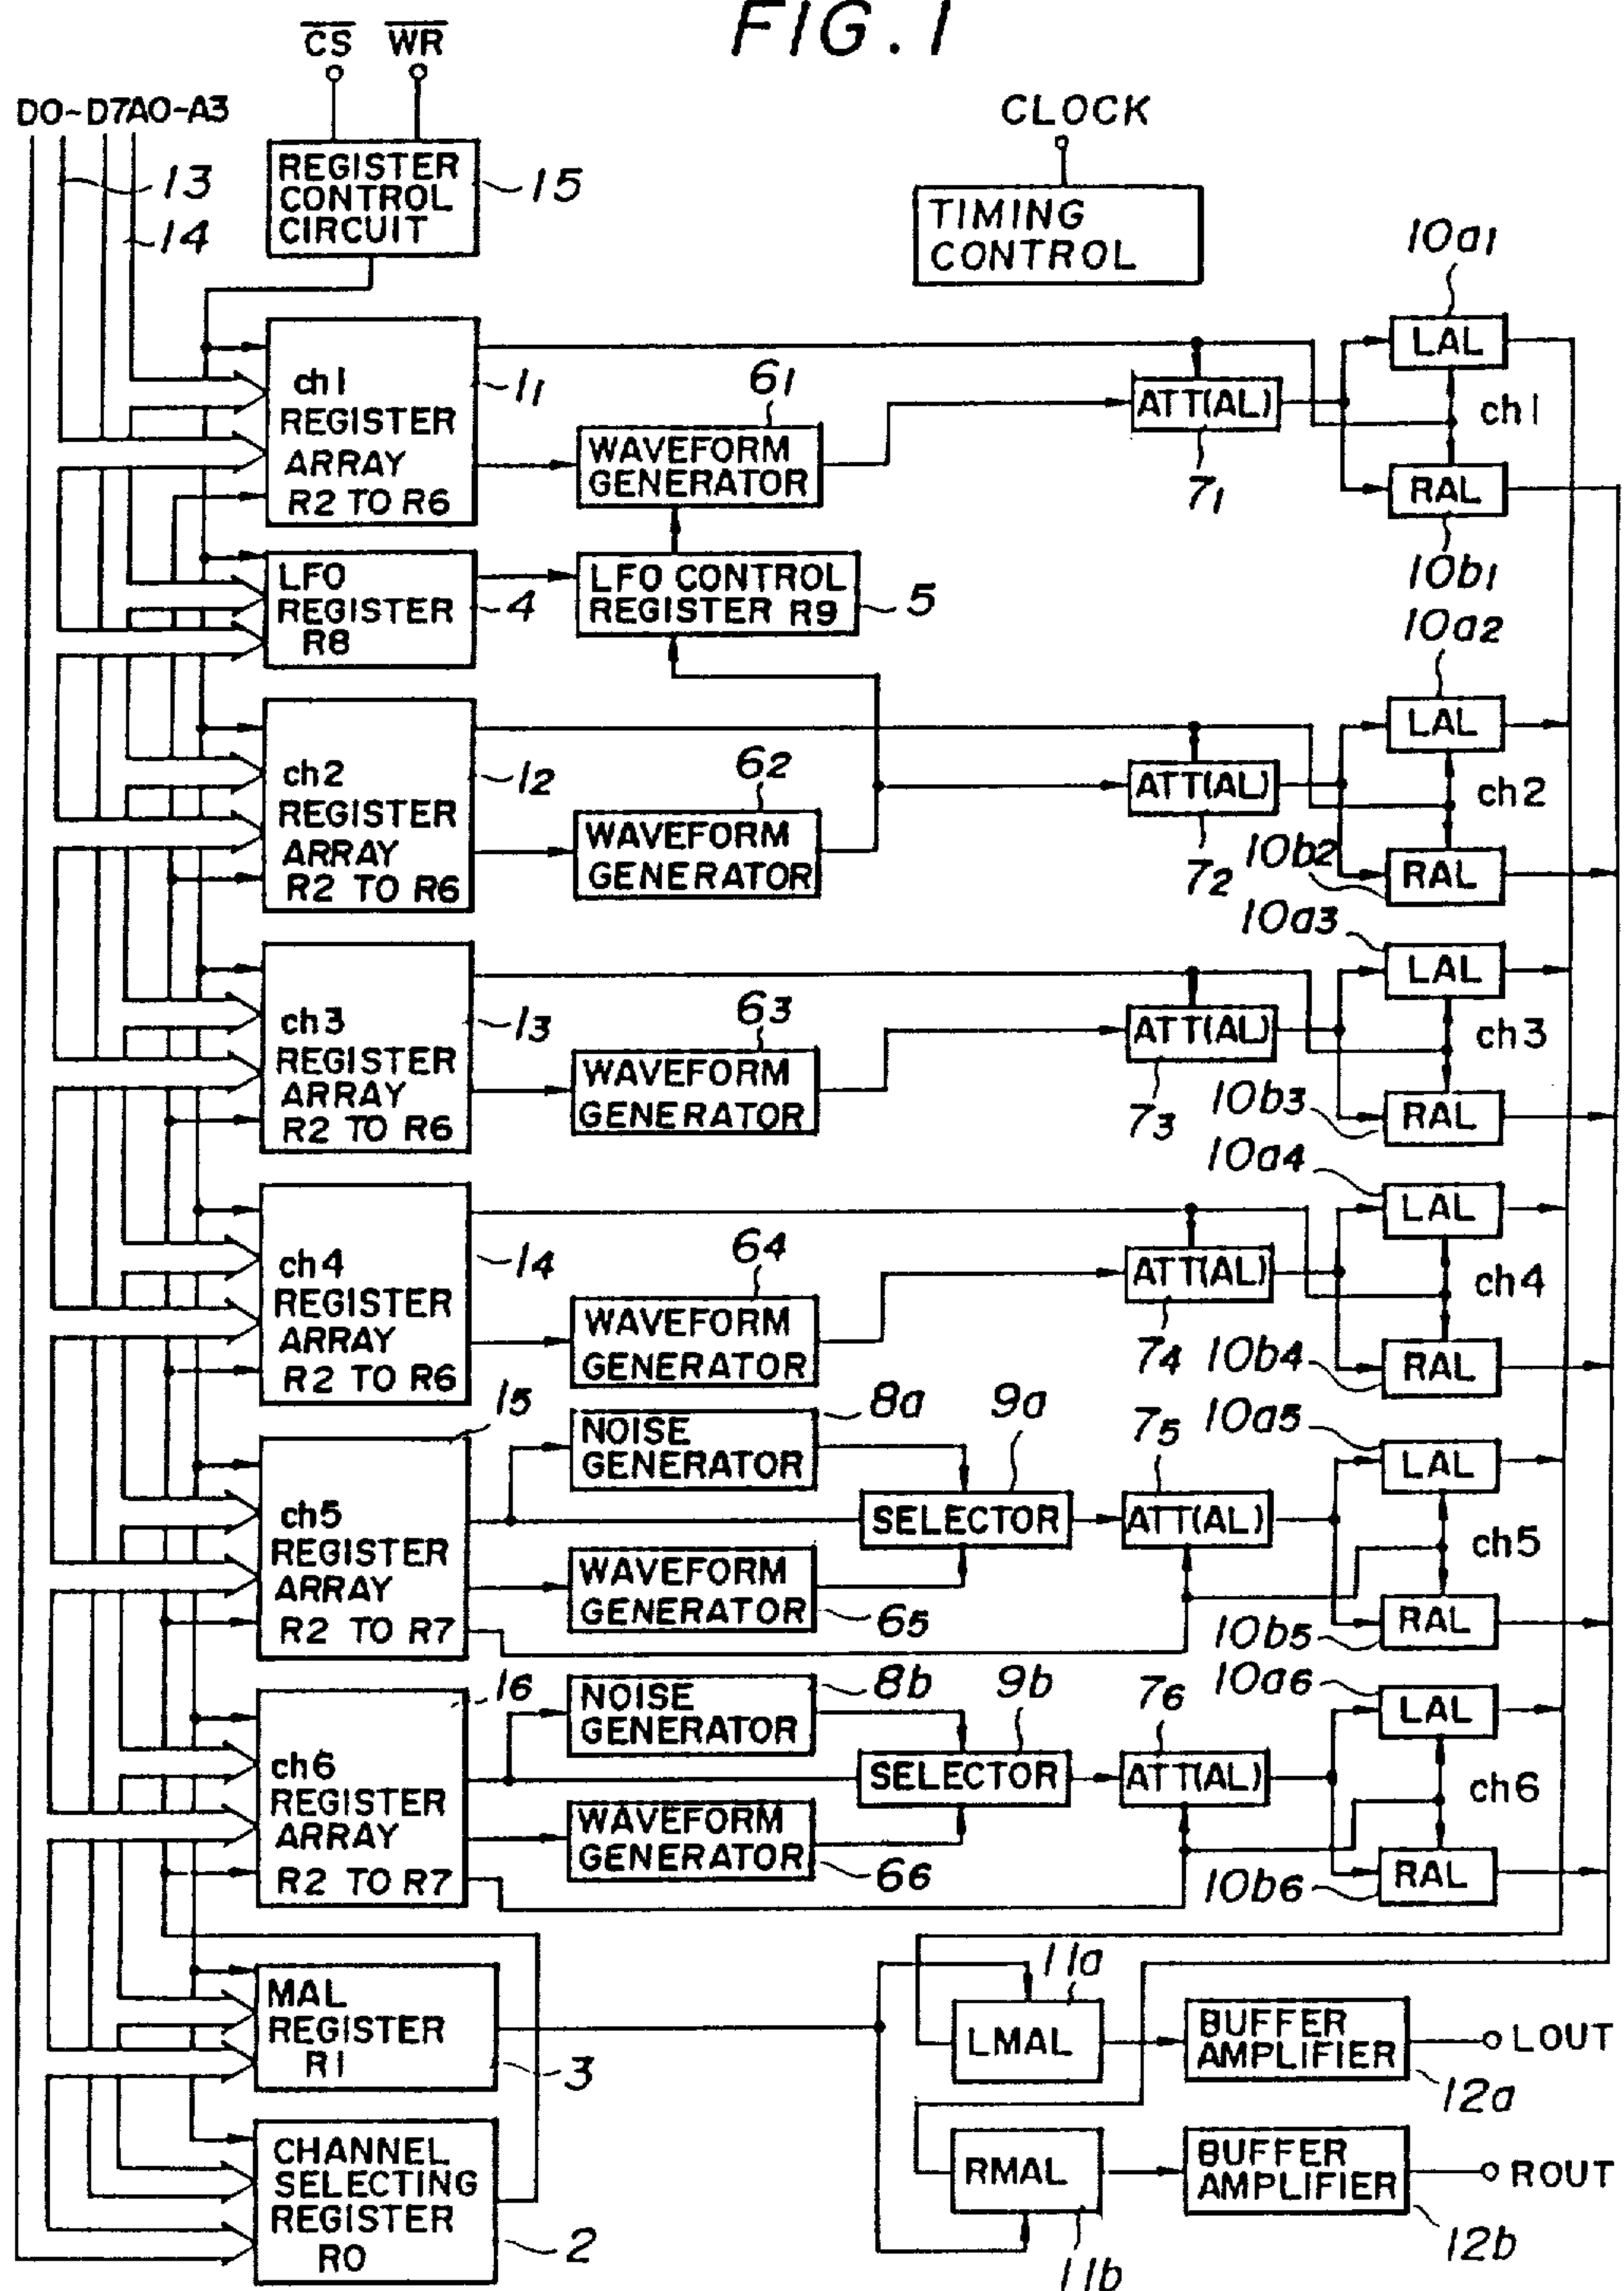 FIG. 1
CS WR
D0~D7A0-A3
CLOCK
13
14
REGISTER
CONTROL
CIRCUIT
15
TIMING
CONTROL
10a1
LAL
ch1
REGISTER
ARRAY
R2 TO R6
11
61
WAVEFORM
GENERATOR
ATT(AL)
71
ch1
RAL
10b1
LFO
REGISTER
R8
4
LFO CONTROL
REGISTER R9
5
10a2
LAL
ch2
REGISTER
ARRAY
R2 TO R6
12
62
WAVEFORM
GENERATOR
ATT(AL)
72
ch2
10b2
RAL
10a3
LAL
ch3
REGISTER
ARRAY
R2 TO R6
13
63
WAVEFORM
GENERATOR
ATT(AL)
73
ch3
10b3
RAL
10a4
LAL
ch4
REGISTER
ARRAY
R2 TO R6
14
64
WAVEFORM
GENERATOR
ATT(AL)
74
ch4
10b4
RAL
15
8a
NOISE
GENERATOR
9a
75
10a5
LAL
ch5
REGISTER
ARRAY
R2 TO R7
SELECTOR
ATT(AL)
ch5
WAVEFORM
GENERATOR
65
10b5
RAL
16
8b
NOISE
GENERATOR
9b
76
10a6
LAL
ch6
REGISTER
ARRAY
R2 TO R7
SELECTOR
ATT(AL)
ch6
WAVEFORM
GENERATOR
66
10b6
RAL
MAL
REGISTER
R1
3
11a
LMAL
BUFFER
AMPLIFIER
LOUT
12a
CHANNEL
SELECTING
REGISTER
R0
2
RMAL
11b
BUFFER
AMPLIFIER
ROUT
12b